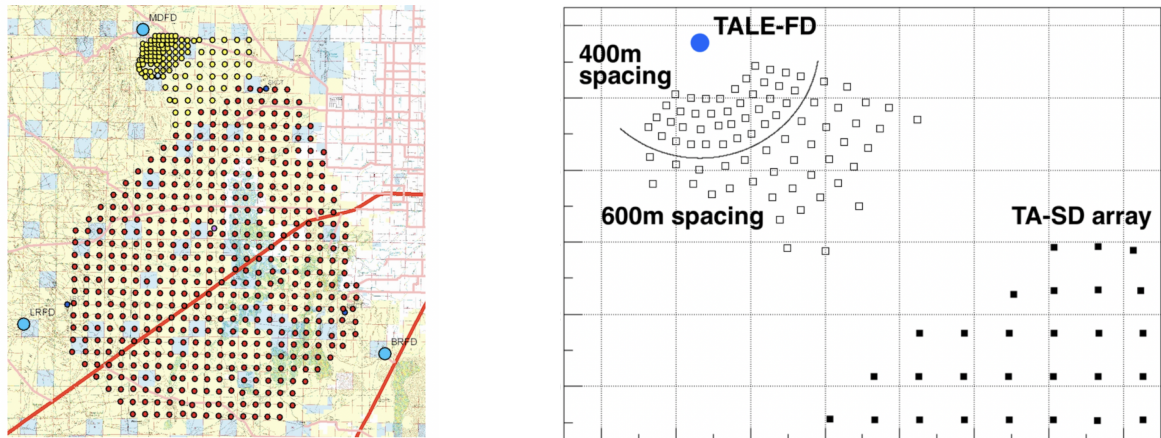 MDFD
LRFD
BRFD
TALE-FD
400m
spacing
600m spacing
TA-SD array